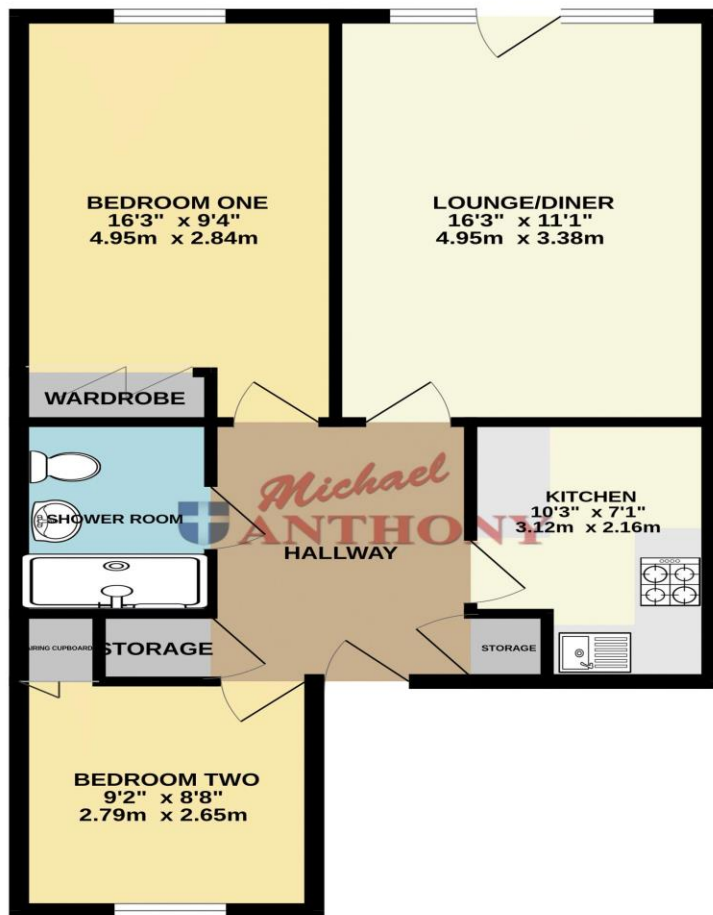 BEDROOM ONE
16'3" x 9'4"
4.95m x 2.84m
LOUNGE/DINER
16'3" x 11'1"
4.95m x 3.38m
WARDROBE
SHOWER ROOM
Michael
ANTHONY
HALLWAY
KITCHEN
10'3" x 7'1"
3.12m x 2.16m
AIRING CUPBOARD
STORAGE
STORAGE
BEDROOM TWO
9'2" x 8'8"
2.79m x 2.65m